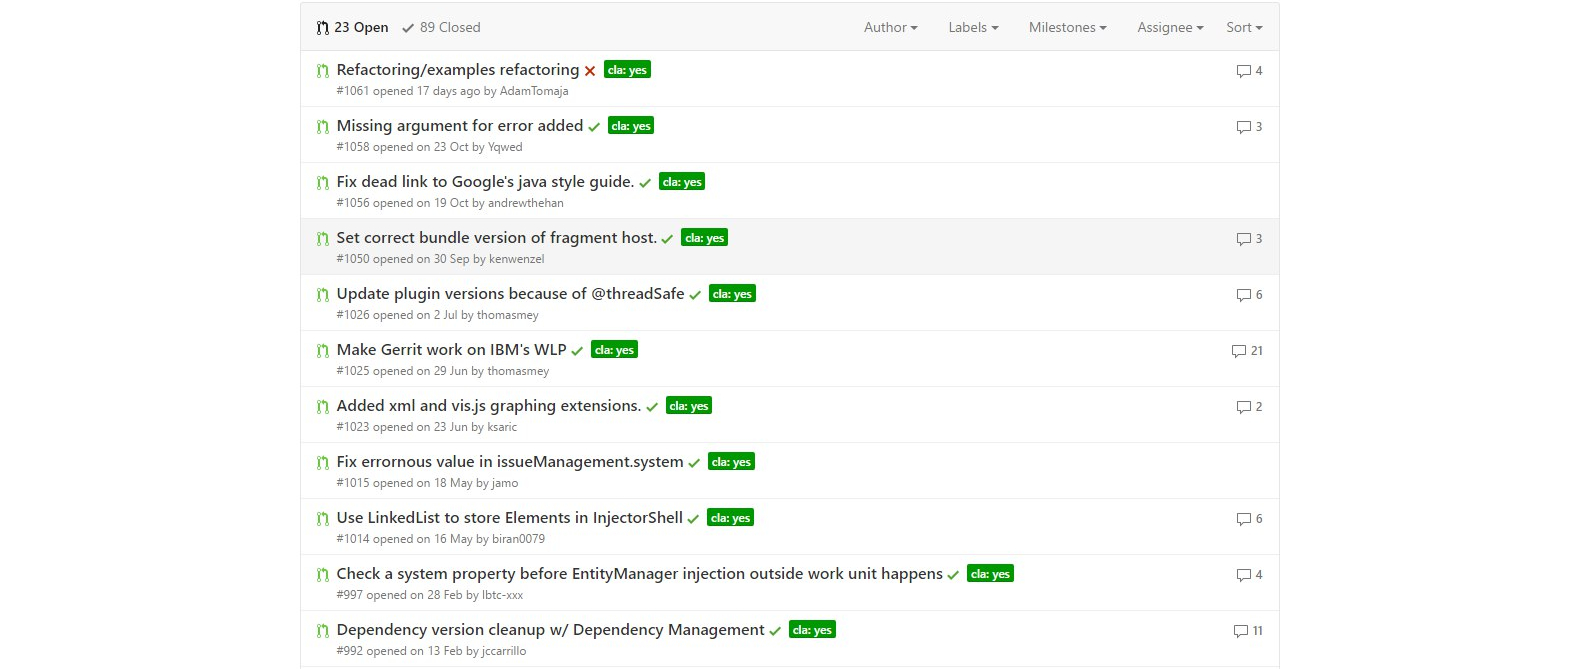 23 Open 89 Closed Author Labels Milestones Assignee Sort
Refactoring/examples refactoring cla: yes 4
#1061 opened 17 days ago by AdamTomaja
Missing argument for error added cla: yes 3
#1058 opened on 23 Oct by Yqwed
Fix dead link to Google's java style guide. cla: yes
#1056 opened on 19 Oct by andrewthehan
Set correct bundle version of fragment host. cla: yes 3
#1050 opened on 30 Sep by kenwenzel
Update plugin versions because of @threadSafe cla: yes 6
#1026 opened on 2 Jul by thomasmey
Make Gerrit work on IBM's WLP cla: yes 21
#1025 opened on 29 Jun by thomasmey
Added xml and vis.js graphing extensions. cla: yes 2
#1023 opened on 23 Jun by ksaric
Fix errornous value in issueManagement.system cla: yes
#1015 opened on 18 May by jamo
Use LinkedList to store Elements in InjectorShell cla: yes 6
#1014 opened on 16 May by biran0079
Check a system property before EntityManager injection outside work unit happens cla: yes 4
#997 opened on 28 Feb by lbtc-xxx
Dependency version cleanup w/ Dependency Management cla: yes 11
#992 opened on 13 Feb by jccarrillo